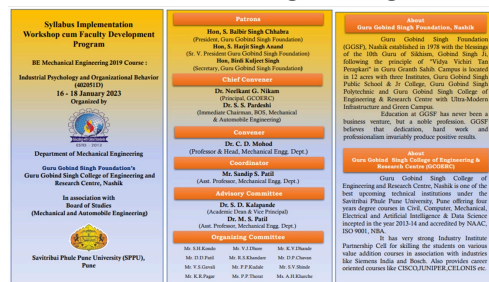 Syllabus Implementation
Workshop cum Faculty Development
Program
BE Mechanical Engineering 2019 Course :
Industrial Psychology and Organizational Behavior
(402051D)
16 - 18 January 2023
Organized by
Department of Mechanical Engineering
Guru Gobind Singh Foundation's
Guru Gobind Singh College of Engineering and
Research Centre, Nashik
In association with
Board of Studies
(Mechanical and Automobile Engineering)
Savitribai Phule Pune University (SPPU),
Pune
Patrons
Hon, S. Balbir Singh Chhabra
(President, Guru Gobind Singh Foundation)
Hon, S. Harjit Singh Anand
(Sr. V. President Guru Gobind Singh Foundation)
Hon, Biridi Kuljeet Singh
(Secretary, Guru Gobind Singh Foundation)
Chief Convener
Dr. Neelkant G. Nikam
(Principal, GCOERC)
Dr. S. S. Pardeshi
(Immediate Chairman, BOS, Mechanical
& Automobile Engineering)
Convener
Dr. C. D. Mohod
(Professor & Head, Mechanical Engg. Dept.)
Coordinator
Mr. Sandip S. Patil
(Asst. Professor, Mechanical Engg. Dept.)
Advisory Committee
Dr. S. D. Kalapande
(Academic Dean & Vice Principal)
Dr. M. S. Patil
(Asst. Professor, Mechanical Engg. Dept.)
Organizing Committee
Mr. S.H.Konda Mr. V.J.Dhore Mr. K.V.Dhande
Mr. D.D.Patil Mr. R.S.Khandare Mr. D.P.Chavan
Mr. Y.S.Gavali Mr. P.P.Kadale Mr. S.V.Shinde
Mr. K.R.Pagar Mr. P.P.Thorat Mr. A.H.Khairche
About
Guru Gobind Singh Foundation, Nashik
Guru Gobind Singh Foundation
(GGSF), Nashik established in 1978 with the blessings
of the 10th Guru of Sikhism, Gobind Singh Ji,
following the principle of "Vidya Vichiri Tan
Peraplkari" in Guru Granth Sahib. Campus is located
in 12 acres with three Institutes, Guru Gobind Singh
Public School & Jr College, Guru Gobind Singh
Polytechnic and Guru Gobind Singh College of
Engineering & Research Centre with Ultra-Modern
Infrastructure and Green Campus.
Education at GGSF has never been a
business venture, but a noble profession. GGSF
believes that dedication, hard work and
professionalism invariably produce positive results.
About
Guru Gobind Singh College of Engineering &
Research Centre (GCOERC)
Guru Gobind Singh College of
Engineering and Research Centre, Nashik is one of the
best upcoming technical institutions under the
Savitribai Phule Pune University, Pune offering four
years degree courses in Civil, Computer, Mechanical,
Electrical and Artificial Intelligence & Data Science
incepted in the year 2013-14 and accredited by NAAC,
ISO 9001, NBA.
It has very strong Industry Institute
Partnership Cell for skilling the students on various
value addition courses in association with industries
like Siemens India and Bosch. Also provides career
oriented courses like CISCO,JUNIPER,CELONIS etc.